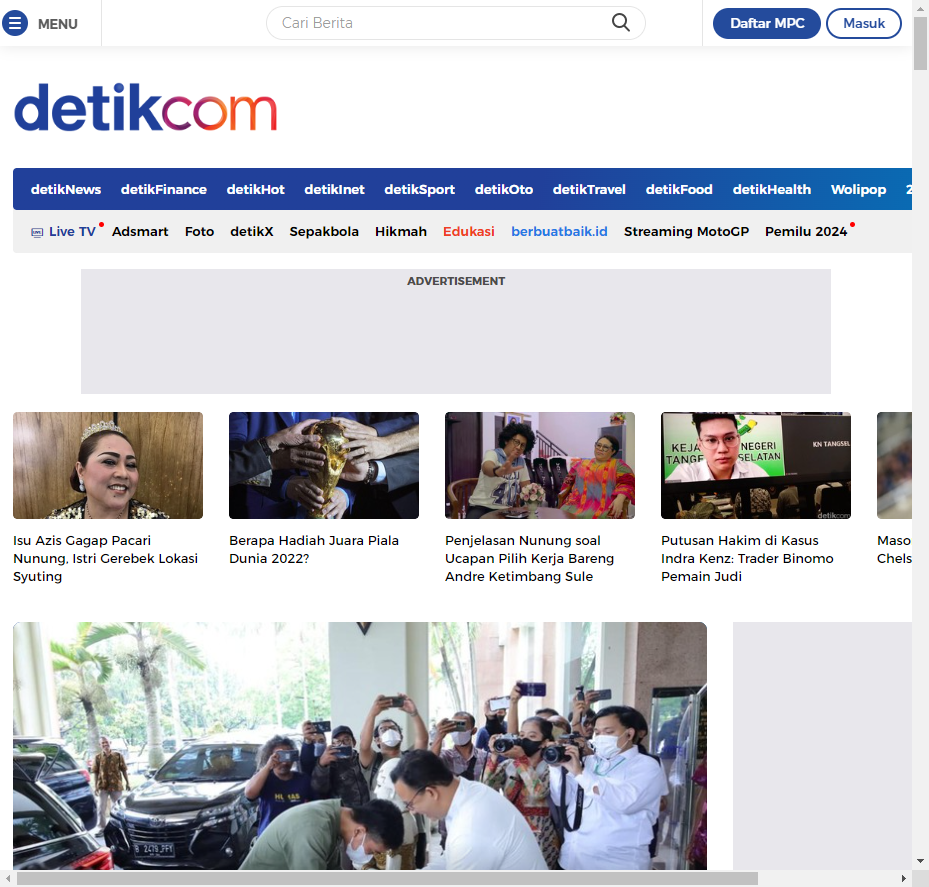 MENU
Cari Berita
Daftar MPC
Masuk
detikcom
detikNews detikFinance detikHot detikInet detikSport detikOto detikTravel detikFood detikHealth Wolipop 2
Live TV Adsmart Foto detikX Sepakbola Hikmah Edukasi berbuatbaik.id Streaming MotoGP Pemilu 2024
ADVERTISEMENT
KEJA NEGERI
TANGE SELATAN
KN TANGSEL
detikcom
Isu Azis Gagap Pacari
Nunung, Istri Gerebek Lokasi
Syuting
Berapa Hadiah Juara Piala
Dunia 2022?
Penjelasan Nunung soal
Ucapan Pilih Kerja Bareng
Andre Ketimbang Sule
Putusan Hakim di Kasus
Indra Kenz: Trader Binomo
Pemain Judi
Maso
Chels